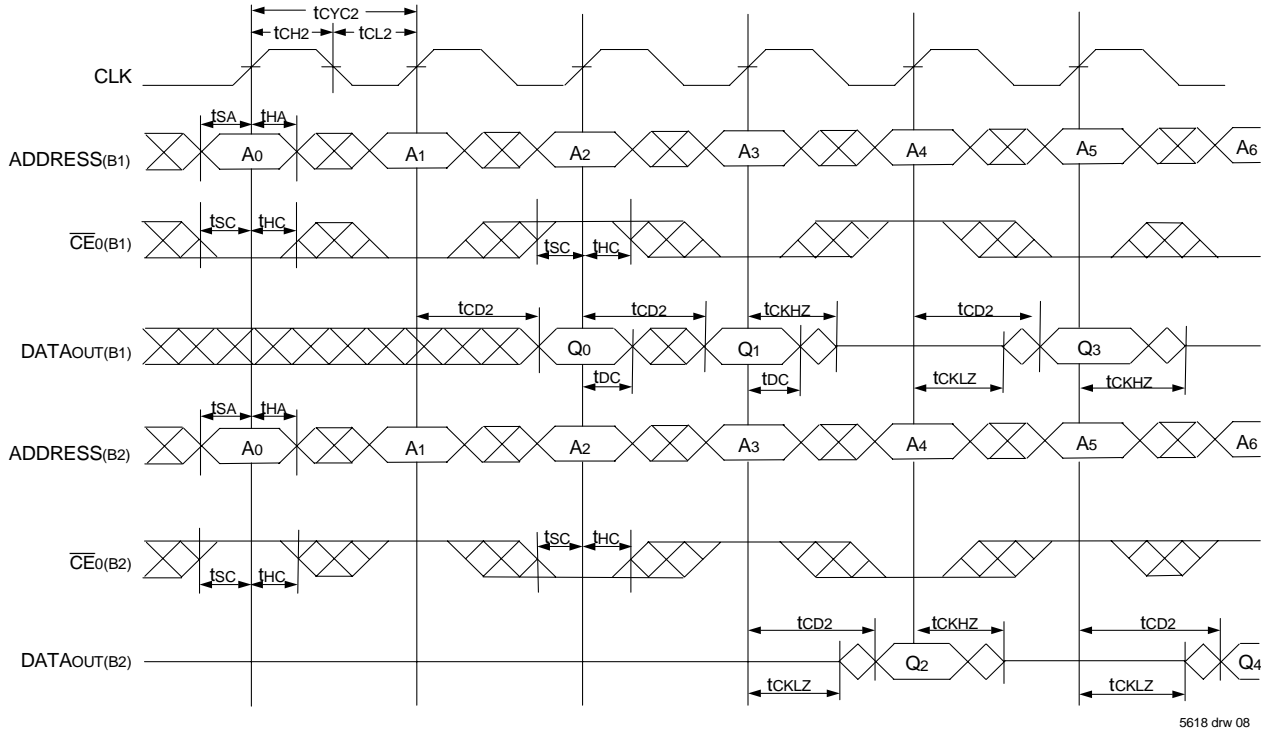 tCYC2
tCH2 tCL2
CLK
tSA tHA
ADDRESS(B1) A0 A1 A2 A3 A4 A5 A6
tSC tHC
CE0(B1) tSC tHC
tCD2 tCD2 tCKHZ tCD2
DATAOUT(B1) Q0 Q1 Q3
tDC tDC tCKLZ tCKHZ
tSA tHA
ADDRESS(B2) A0 A1 A2 A3 A4 A5 A6
tSC tHC
CE0(B2)
tSC tHC
tCD2 tCKHZ tCD2
DATAOUT(B2) Q2 Q4
tCKLZ tCKLZ
5618 drw 08